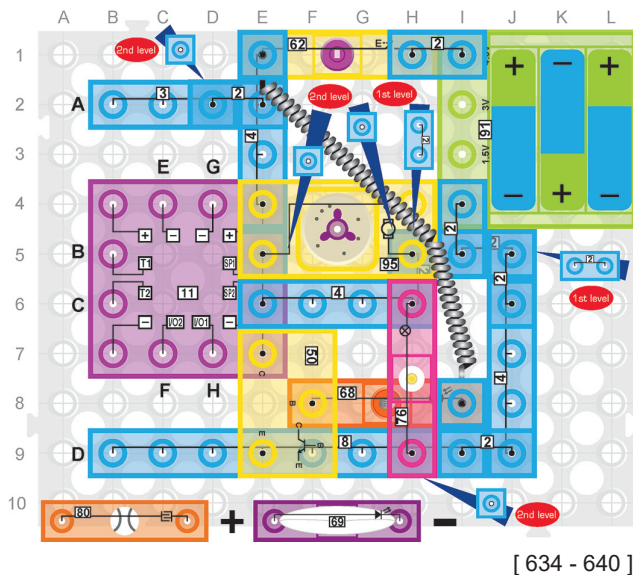 A B C D E F G H I J K L
1 62 E 2
2nd level
2 A 3 2 2nd level 1st level 3V 91
3 E G 4 2 1.5V
4 + − − +
5 B T1 SP1 95 2 2 2 2
1st level
6 C T2 11 SP2 4
− I/O2 I/O1 −
7 F H C 50
8 B 68 76 4
9 D E C B E 8 2
10 80 + 69 − 2nd level
[ 634 - 640 ]